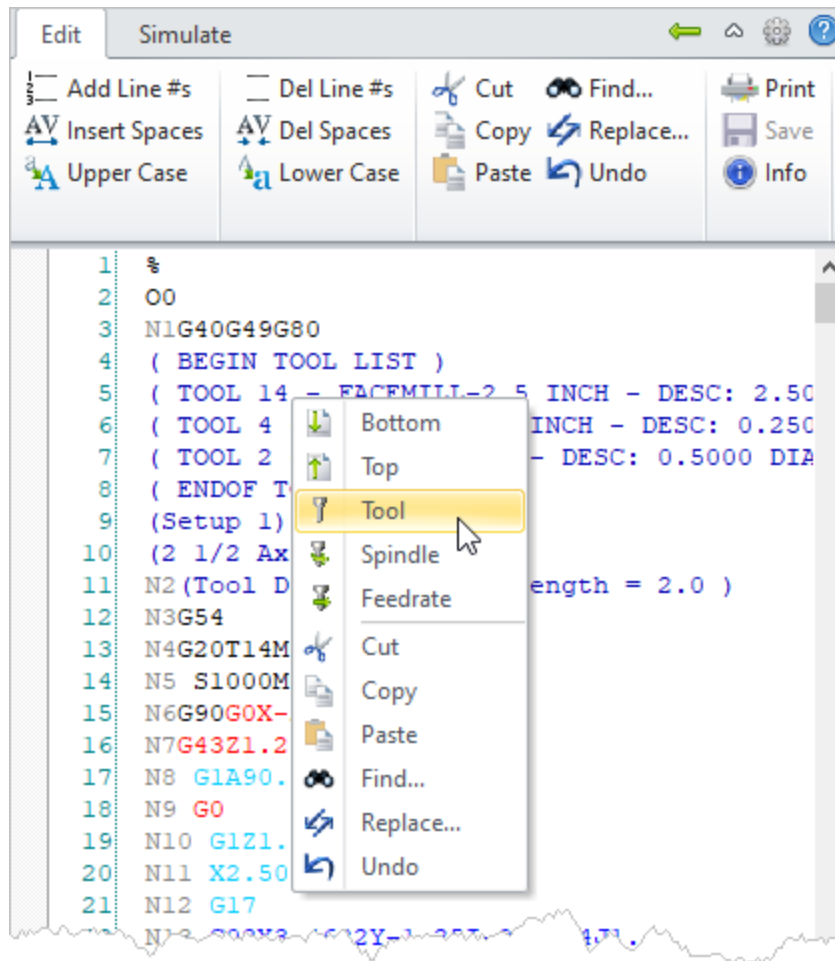 Edit Simulate
Add Line #s Del Line #s Cut Find... Print
Insert Spaces Del Spaces Copy Replace... Save
Upper Case Lower Case Paste Undo Info
1 %
2 O0
3 N1G40G49G80
4 ( BEGIN TOOL LIST )
5 ( TOOL 14 - FACEMILL-2.5 INCH - DESC: 2.50
6 ( TOOL 4 INCH - DESC: 0.250
7 ( TOOL 2 - DESC: 0.5000 DIA
8 ( ENDOF
9 (Setup 1)
10 (2 1/2 Ax
11 N2(Tool D ength = 2.0 )
12 N3G54
13 N4G20T14M
14 N5 S1000M
15 N6G90G0X-
16 N7G43Z1.2
17 N8 G1A90.
18 N9 G0
19 N10 G1Z1.
20 N11 X2.50
21 N12 G17
Bottom
Top
Tool
Spindle
Feedrate
Cut
Copy
Paste
Find...
Replace...
Undo